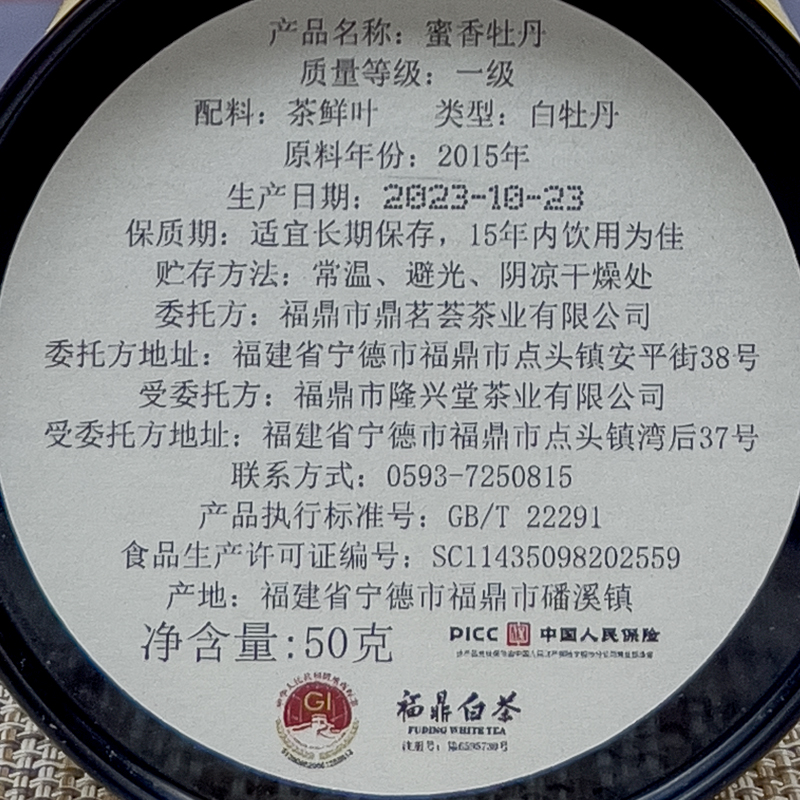 产品名称：蜜香牡丹
质量等级：一级
配料：茶鲜叶 类型：白牡丹
原料年份：2015年
生产日期：2023-10-23
保质期：适宜长期保存，15年内饮用为佳
贮存方法：常温、避光、阴凉干燥处
委托方：福鼎市鼎茗荟茶业有限公司
委托方地址：福建省宁德市福鼎市点头镇安平街38号
受委托方：福鼎市隆兴堂茶业有限公司
受委托方地址：福建省宁德市福鼎市点头镇湾后37号
联系方式：0593-7250815
产品执行标准号：GB/T 22291
食品生产许可证编号：SC11435098202559
产地：福建省宁德市福鼎市磻溪镇
净含量:50克
PICC 中国人民保险
GI
福鼎白茶
FUDING WHITE TEA